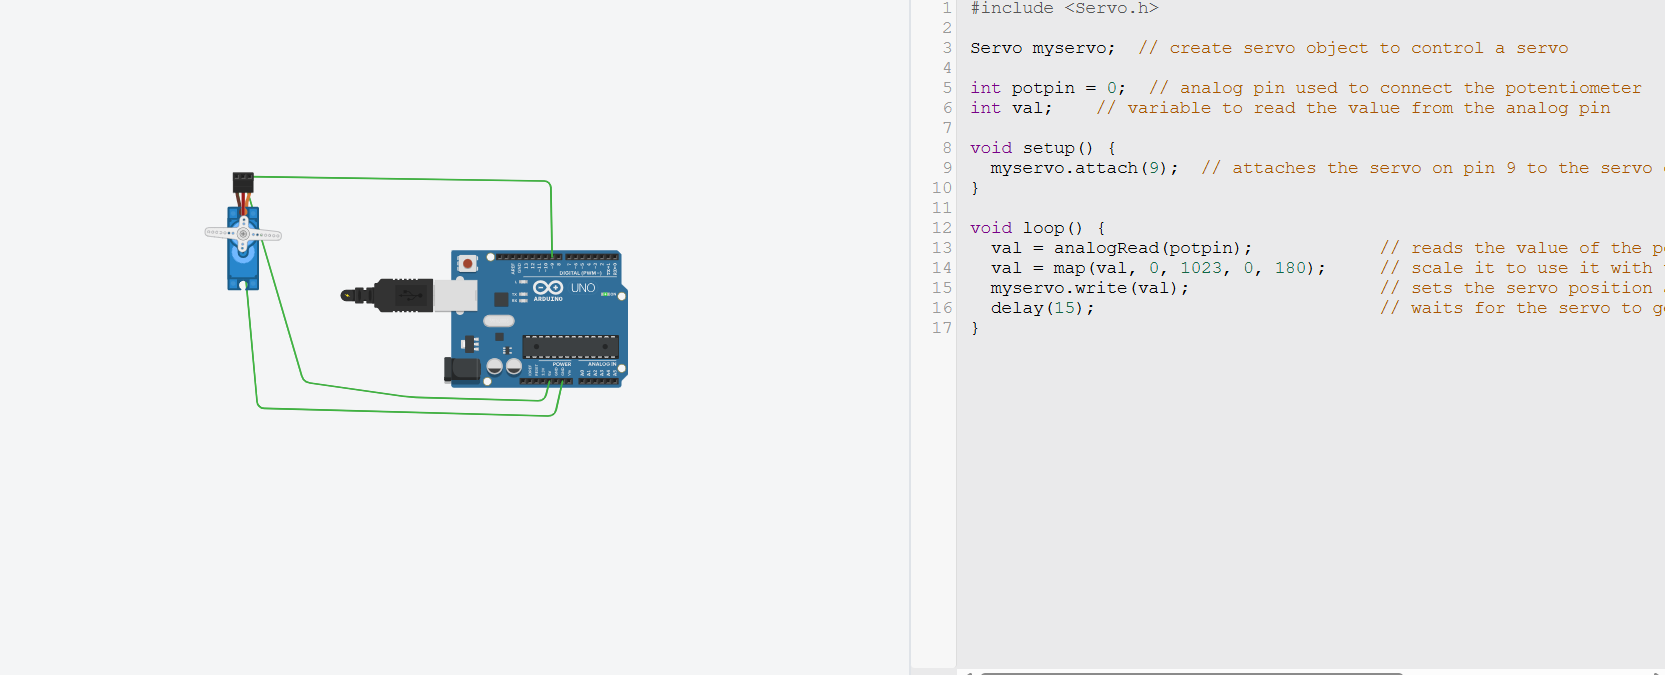 DIGITAL (PWM~)
UNO
ARDUINO
POWER
ANALOG IN
1 #include <Servo.h>
2
3 Servo myservo;  // create servo object to control a servo
4
5 int potpin = 0;  // analog pin used to connect the potentiometer
6 int val;    // variable to read the value from the analog pin
7
8 void setup() {
9   myservo.attach(9);  // attaches the servo on pin 9 to the servo
10 }
11
12 void loop() {
13   val = analogRead(potpin);            // reads the value of the
14   val = map(val, 0, 1023, 0, 180);     // scale it to use it with
15   myservo.write(val);                  // sets the servo position
16   delay(15);                           // waits for the servo to
17 }